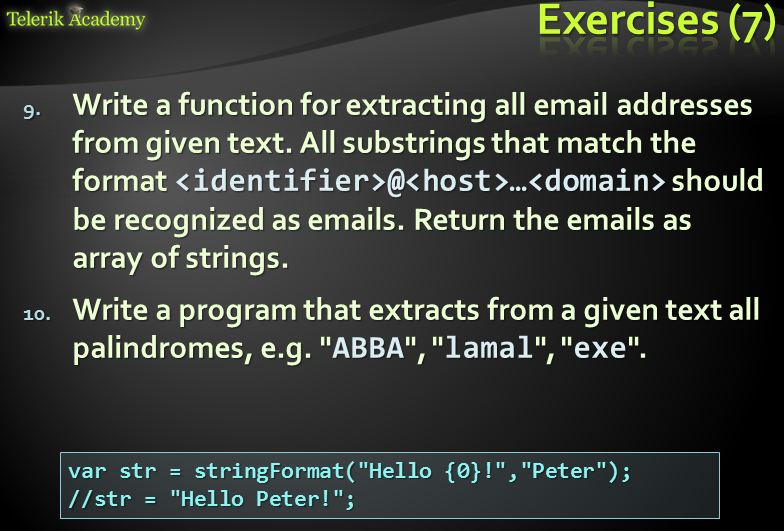 Telerik Academy
Exercises (7)
9. Write a function for extracting all email addresses
from given text. All substrings that match the
format <identifier>@<host>…<domain> should
be recognized as emails. Return the emails as
array of strings.
10. Write a program that extracts from a given text all
palindromes, e.g. "ABBA", "lamal", "exe".
var str = stringFormat("Hello {0}!","Peter");
//str = "Hello Peter!";